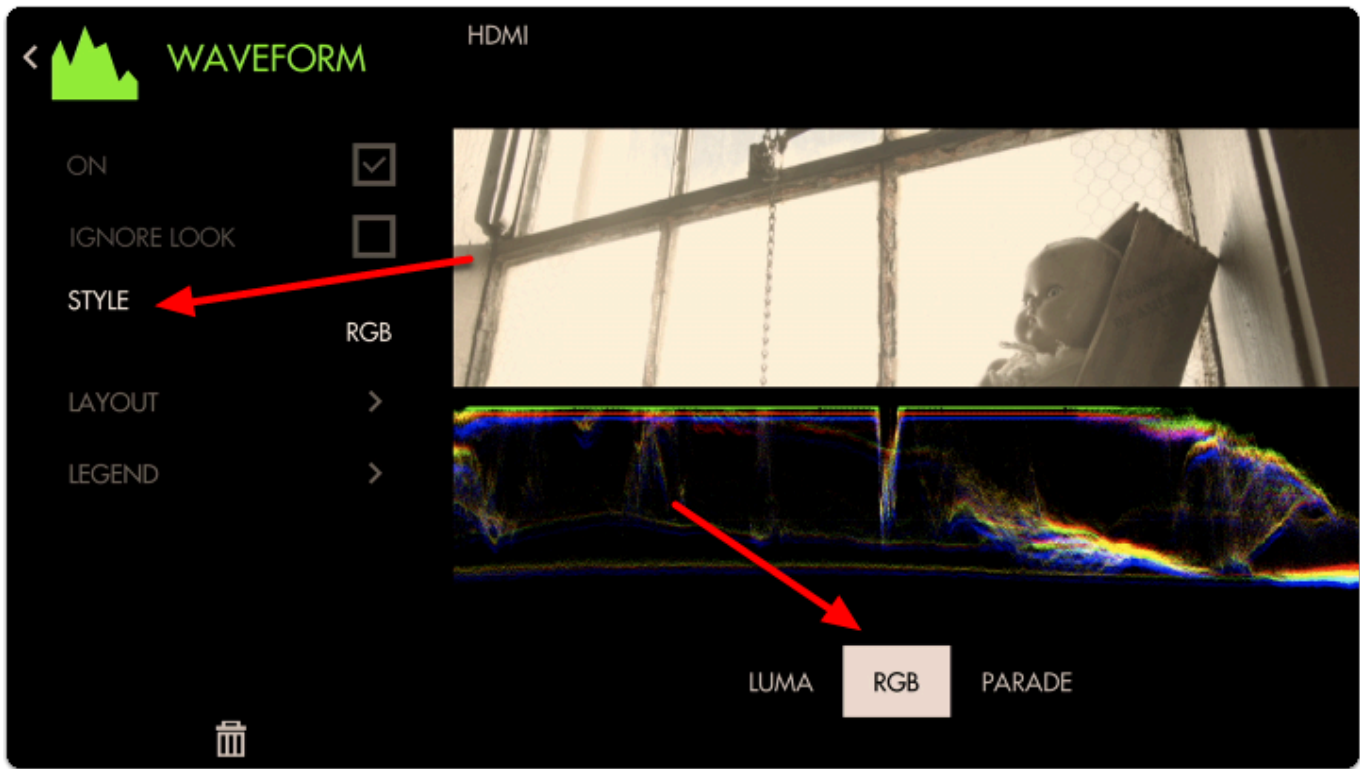 WAVEFORM
HDMI
ON
IGNORE LOOK
STYLE
RGB
LAYOUT
LEGEND
LUMA
RGB
PARADE